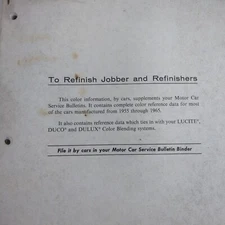 To Refinish Jobber and Refinishers
This color information, by cars, supplements your Motor Car
Service Bulletins. It contains complete color reference data for most
of the cars manufactured from 1955 through 1965.
It also contains reference data which ties in with your LUCITE®,
DUCO® and DULUX® Color Blending systems.
File it by cars in your Motor Car Service Bulletin Binder